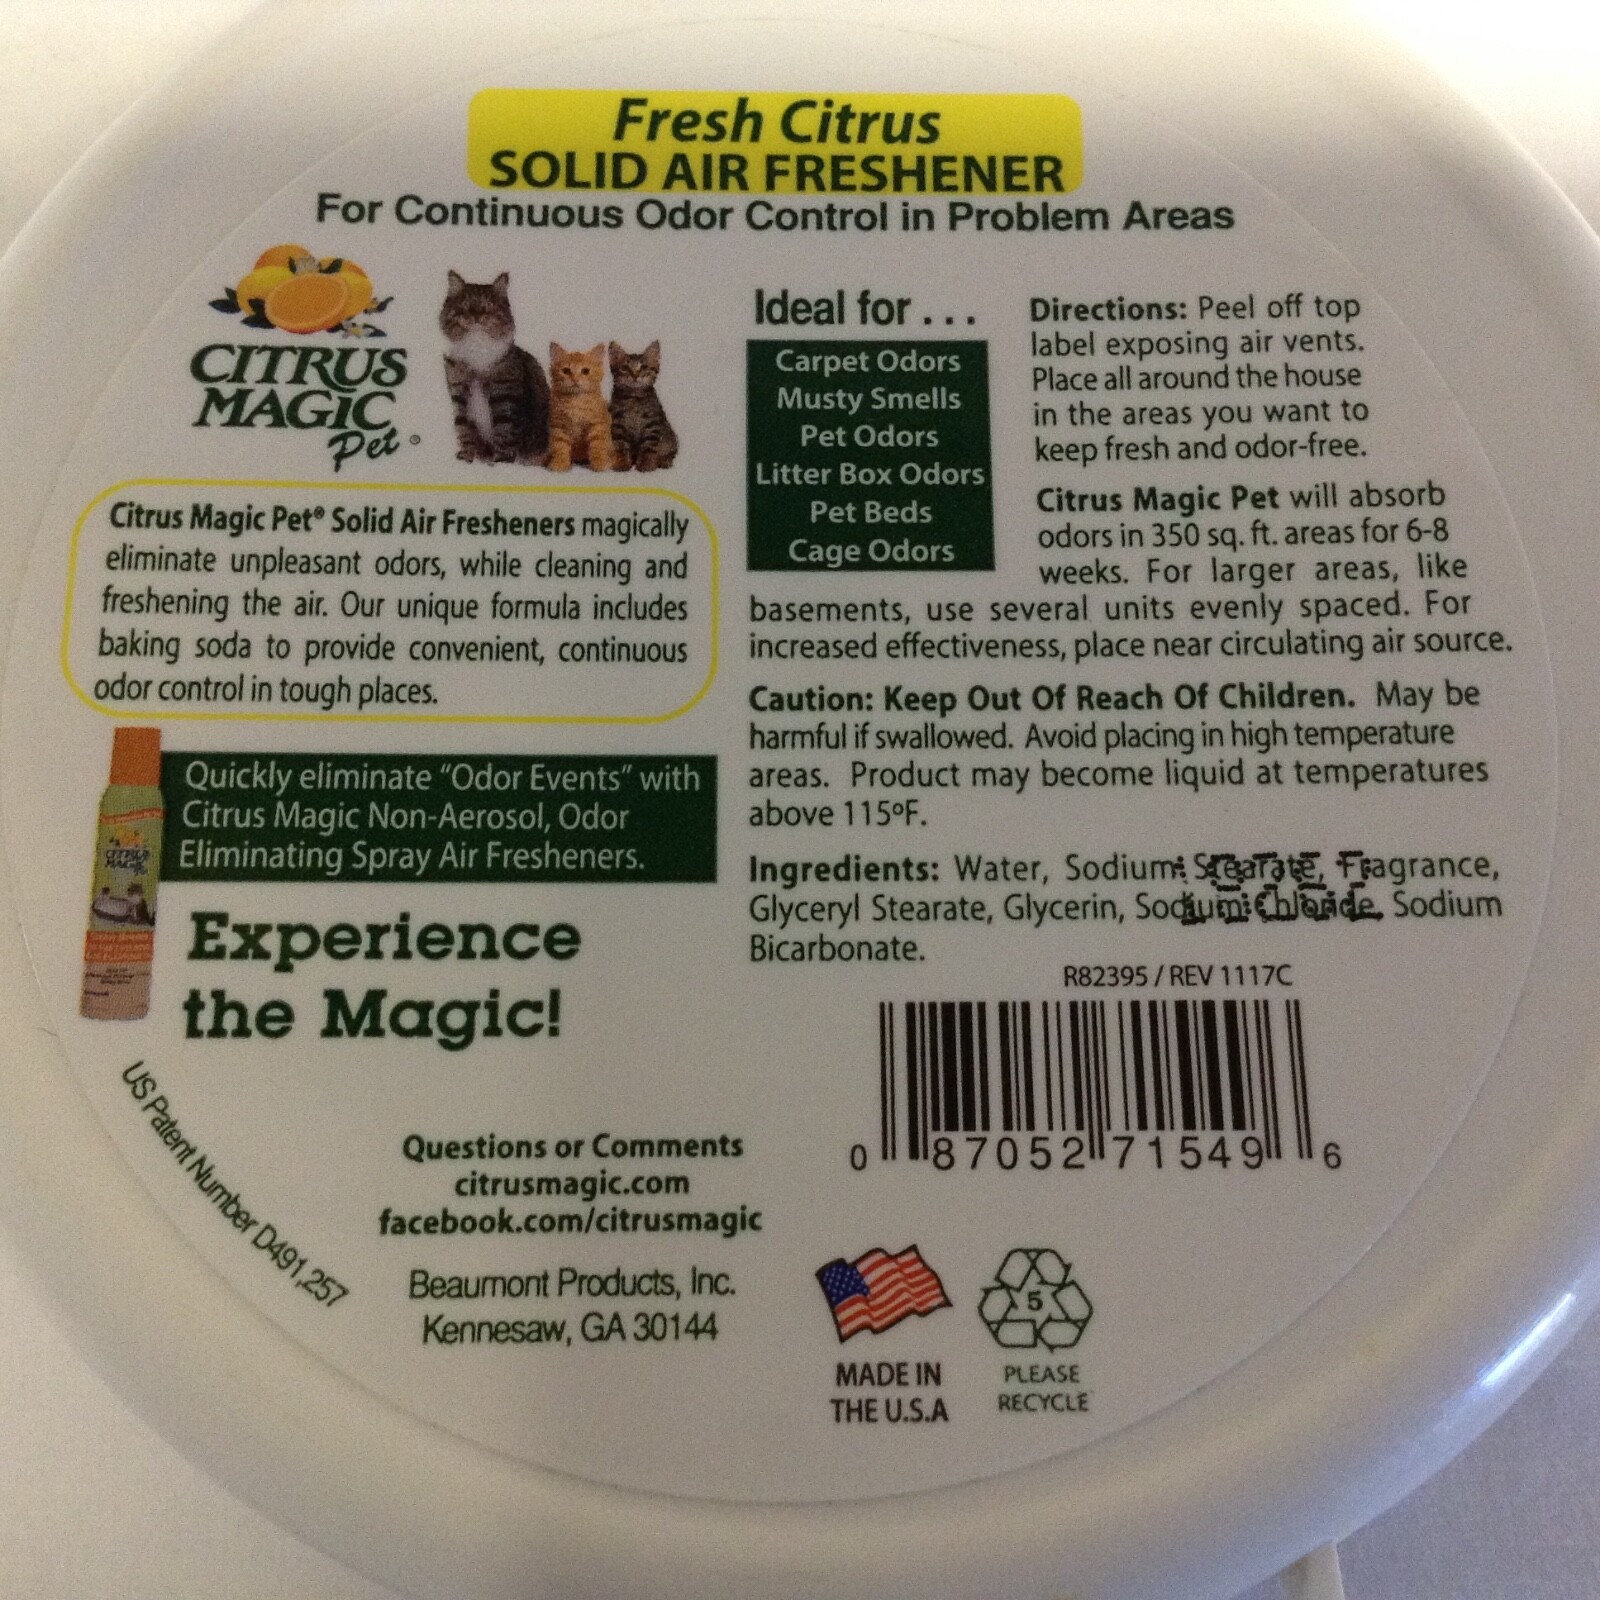 Fresh Citrus
SOLID AIR FRESHENER
For Continuous Odor Control in Problem Areas
CITRUS
MAGIC
Pet®
Citrus Magic Pet® Solid Air Fresheners magically
eliminate unpleasant odors, while cleaning and
freshening the air. Our unique formula includes
baking soda to provide convenient, continuous
odor control in tough places.
Quickly eliminate "Odor Events" with
Citrus Magic Non-Aerosol, Odor
Eliminating Spray Air Fresheners.
Experience
the Magic!
US Patent Number D491,257
Questions or Comments
citrusmagic.com
facebook.com/citrusmagic
Beaumont Products, Inc.
Kennesaw, GA 30144
Ideal for . . .
Carpet Odors
Musty Smells
Pet Odors
Litter Box Odors
Pet Beds
Cage Odors
Directions: Peel off top
label exposing air vents.
Place all around the house
in the areas you want to
keep fresh and odor-free.
Citrus Magic Pet will absorb
odors in 350 sq. ft. areas for 6-8
weeks. For larger areas, like
basements, use several units evenly spaced. For
increased effectiveness, place near circulating air source.
Caution: Keep Out Of Reach Of Children. May be
harmful if swallowed. Avoid placing in high temperature
areas. Product may become liquid at temperatures
above 115ºF.
Ingredients: Water, Sodium Stearate, Fragrance,
Glyceryl Stearate, Glycerin, Sodium Chloride, Sodium
Bicarbonate.
R82395 / REV 1117C
0 87052 71549 6
MADE IN
THE U.S.A
5
PLEASE
RECYCLE